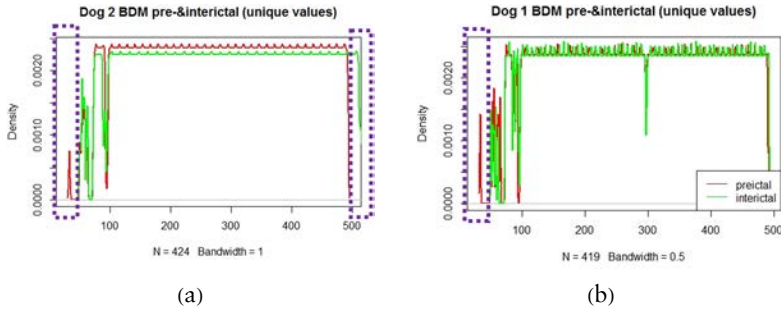 Dog 2 BDM pre-&interictal (unique values)
Density
0.0000 0.0010 0.0020
100 200 300 400 500
N = 424 Bandwidth = 1
(a)
Dog 1 BDM pre-&interictal (unique values)
Density
0.0000 0.0010 0.0020
preictal
interictal
100 200 300 400 500
N = 419 Bandwidth = 0.5
(b)